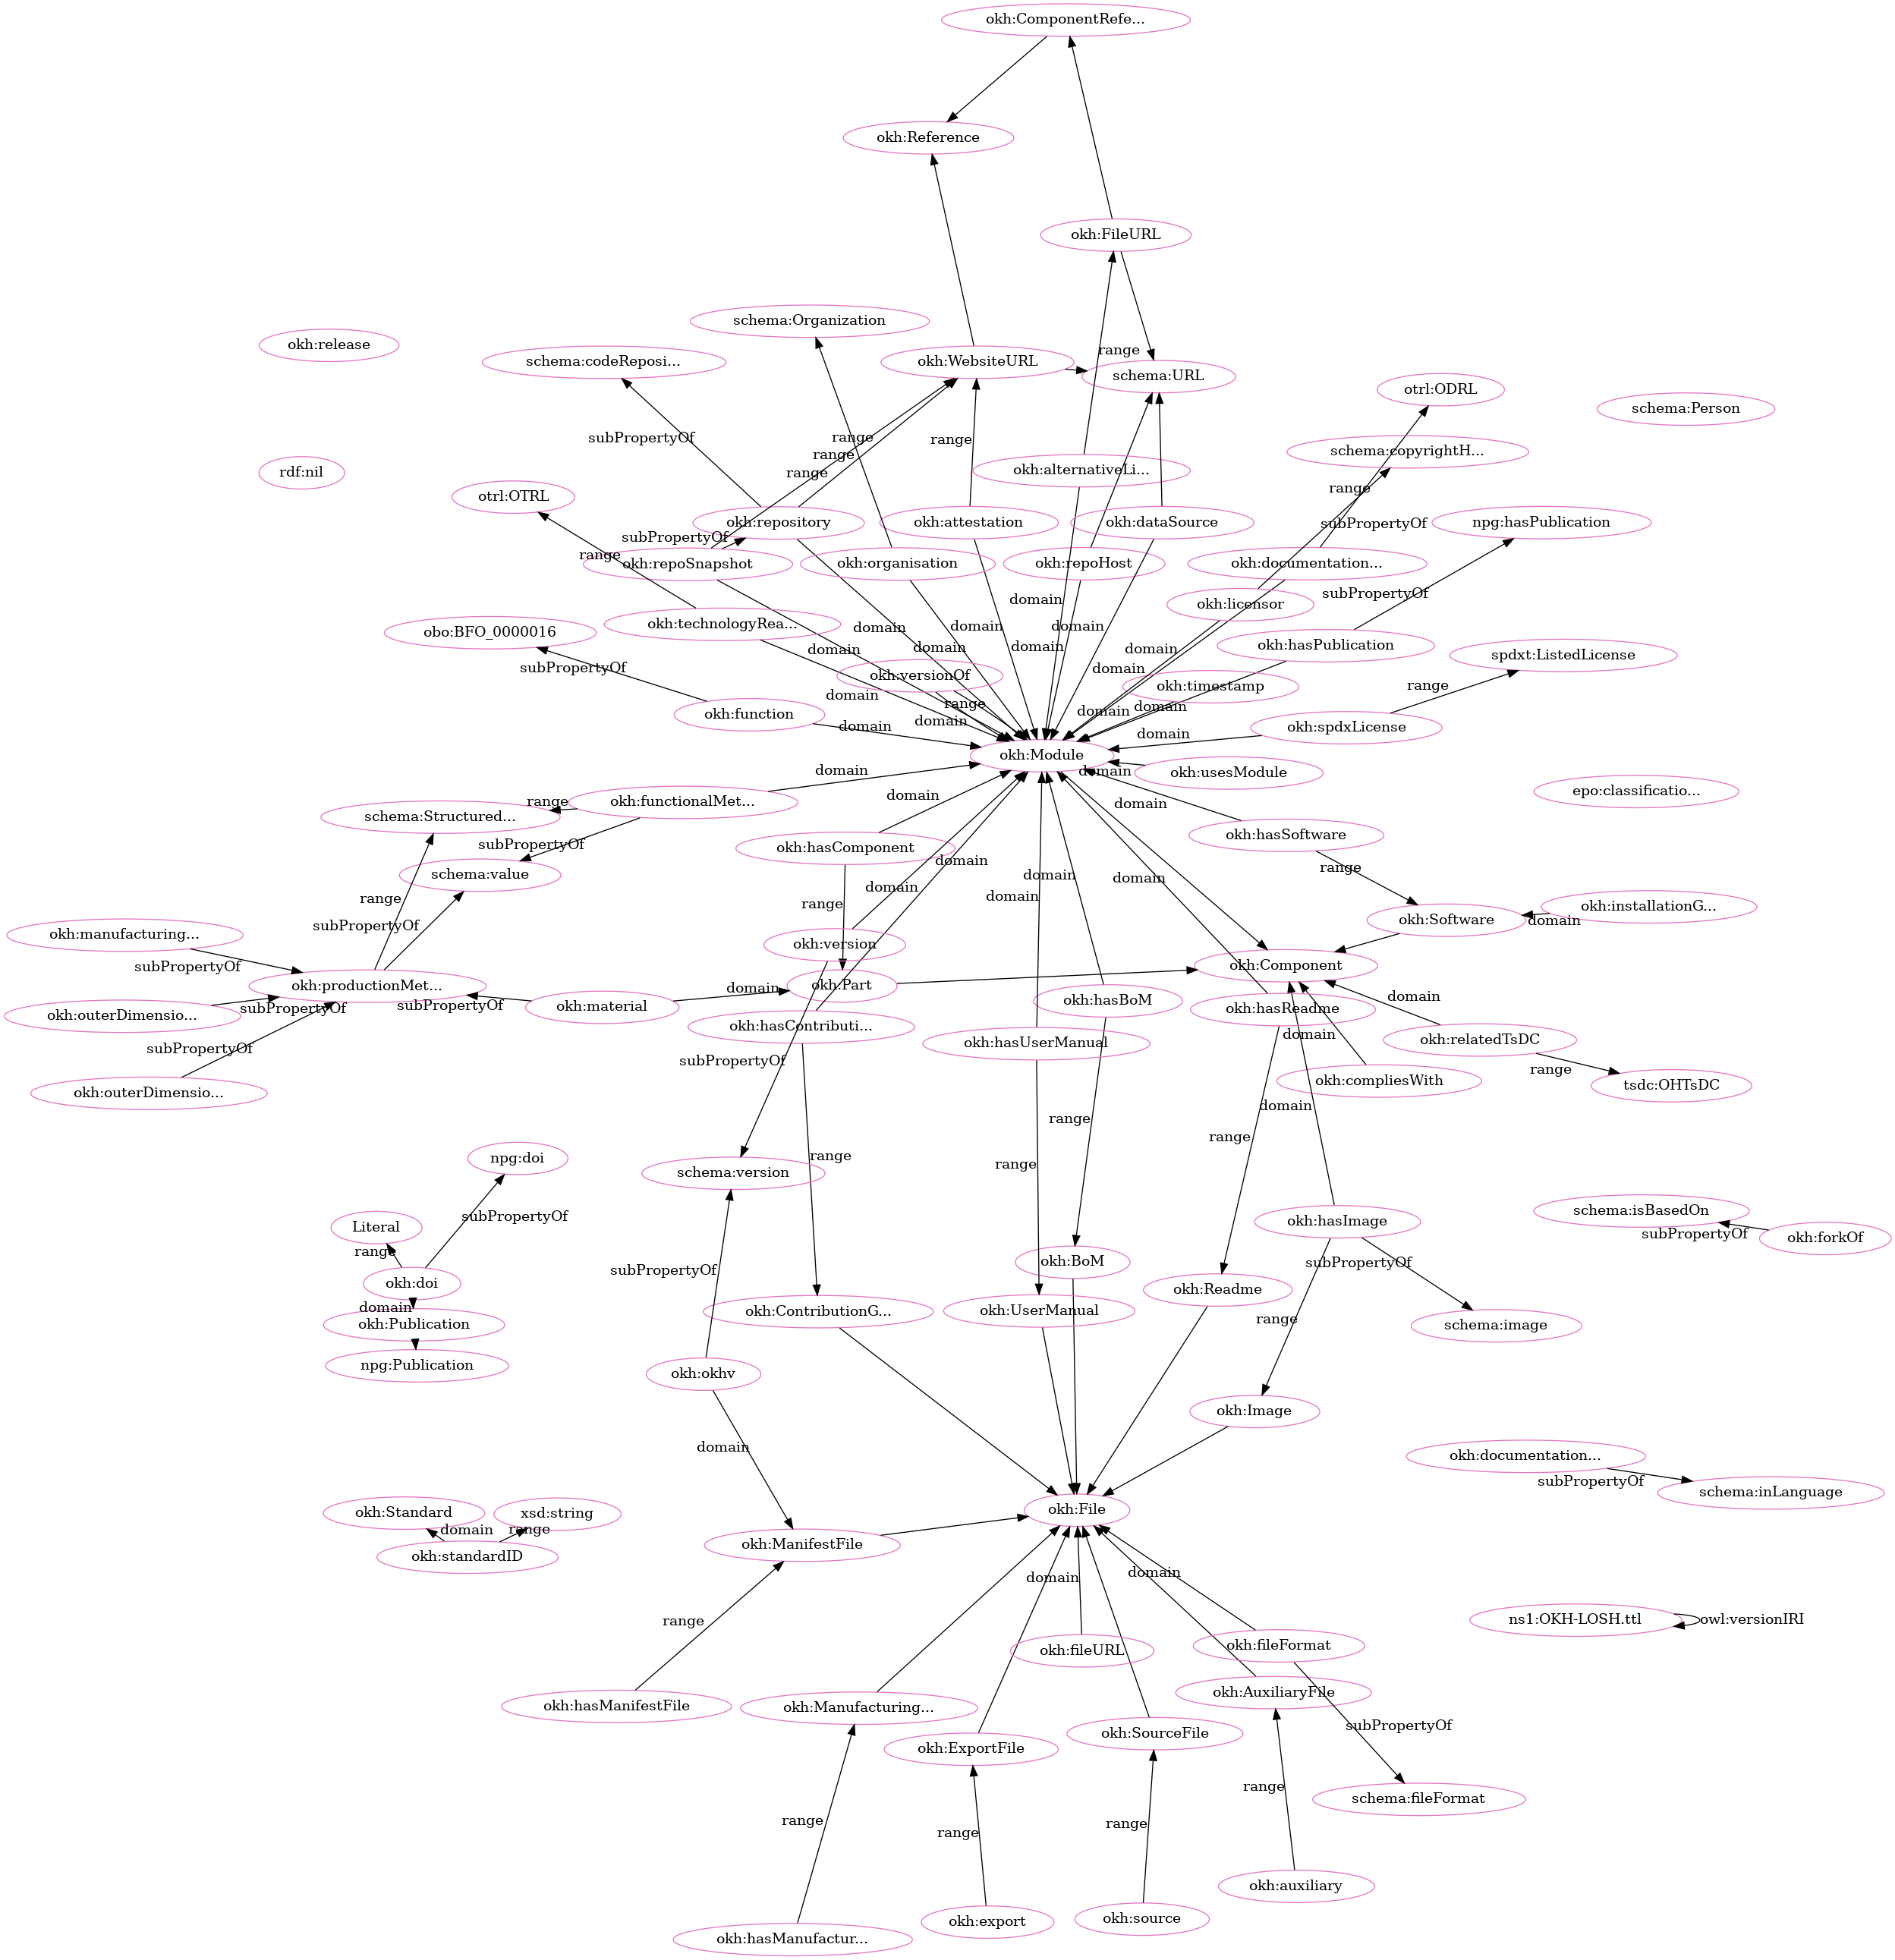 okh:ComponentRefe...
okh:Reference
okh:FileURL
schema:Organization
okh:release
range
schema:codeReposi...
okh:WebsiteURL
schema:URL
otrl:ODRL
schema:Person
subPropertyOf
range
range
range
schema:copyrightH...
rdf:nil
range
okh:alternativeLi...
range
otrl:OTRL
okh:repository
okh:attestation
okh:dataSource
subPropertyOf
npg:hasPublication
subPropertyOf
range
okh:repoSnapshot
okh:organisation
okh:repoHost
okh:documentation...
domain
okh:licensor
subPropertyOf
okh:technologyRea...
domain
domain
domain
obo:BFO_0000016
domain
domain
domain
domain
okh:hasPublication
spdxt:ListedLicense
subPropertyOf
okh:versionOf
domain
okh:timestamp
range
domain
range
domain
domain
okh:function
domain
domain
domain
okh:spdxLicense
domain
okh:Module
domain
domain
okh:usesModule
epo:classificatio...
okh:functionalMet...
range
domain
domain
schema:Structured...
subPropertyOf
okh:hasComponent
okh:hasSoftware
schema:value
domain
domain
domain
domain
domain
range
range
range
subPropertyOf
okh:Software
okh:installationG...
domain
okh:manufacturing...
okh:version
subPropertyOf
okh:Component
okh:productionMet...
okh:Part
domain
okh:hasBoM
domain
subPropertyOf
subPropertyOf
okh:material
okh:hasReadme
okh:outerDimensio...
okh:hasContributi...
domain
okh:relatedTsDC
subPropertyOf
okh:hasUserManual
subPropertyOf
range
okh:outerDimensio...
okh:compliesWith
tsdc:OHTsDC
domain
range
range
npg:doi
range
range
schema:version
Literal
subPropertyOf
okh:hasImage
schema:isBasedOn
subPropertyOf
okh:forkOf
range
okh:doi
subPropertyOf
okh:BoM
subPropertyOf
okh:Readme
domain
okh:Publication
okh:ContributionG...
okh:UserManual
range
schema:image
npg:Publication
okh:okhv
okh:Image
domain
okh:documentation...
subPropertyOf
schema:inLanguage
okh:Standard
xsd:string
okh:File
domain
range
okh:standardID
okh:ManifestFile
domain
domain
range
ns1:OKH-LOSH.ttl
owl:versionIRI
okh:fileURL
okh:fileFormat
okh:hasManifestFile
okh:Manufacturing...
okh:AuxiliaryFile
okh:ExportFile
okh:SourceFile
subPropertyOf
range
schema:fileFormat
range
range
range
okh:auxiliary
okh:export
okh:source
okh:hasManufactur...